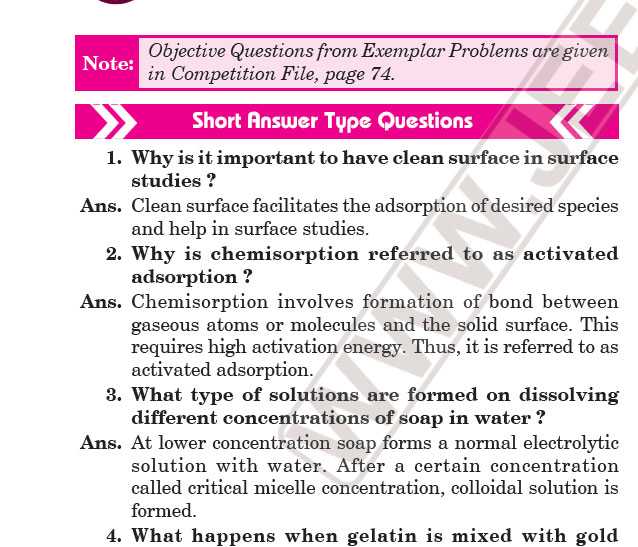 Note:
Objective Questions from Exemplar Problems are given
in Competition File, page 74.
Short Answer Type Questions
1. Why is it important to have clean surface in surface
studies ?
Ans. Clean surface facilitates the adsorption of desired species
and help in surface studies.
2. Why is chemisorption referred to as activated
adsorption ?
Ans. Chemisorption involves formation of bond between
gaseous atoms or molecules and the solid surface. This
requires high activation energy. Thus, it is referred to as
activated adsorption.
3. What type of solutions are formed on dissolving
different concentrations of soap in water ?
Ans. At lower concentration soap forms a normal electrolytic
solution with water. After a certain concentration
called critical micelle concentration, colloidal solution is
formed.
4. What happens when gelatin is mixed with gold